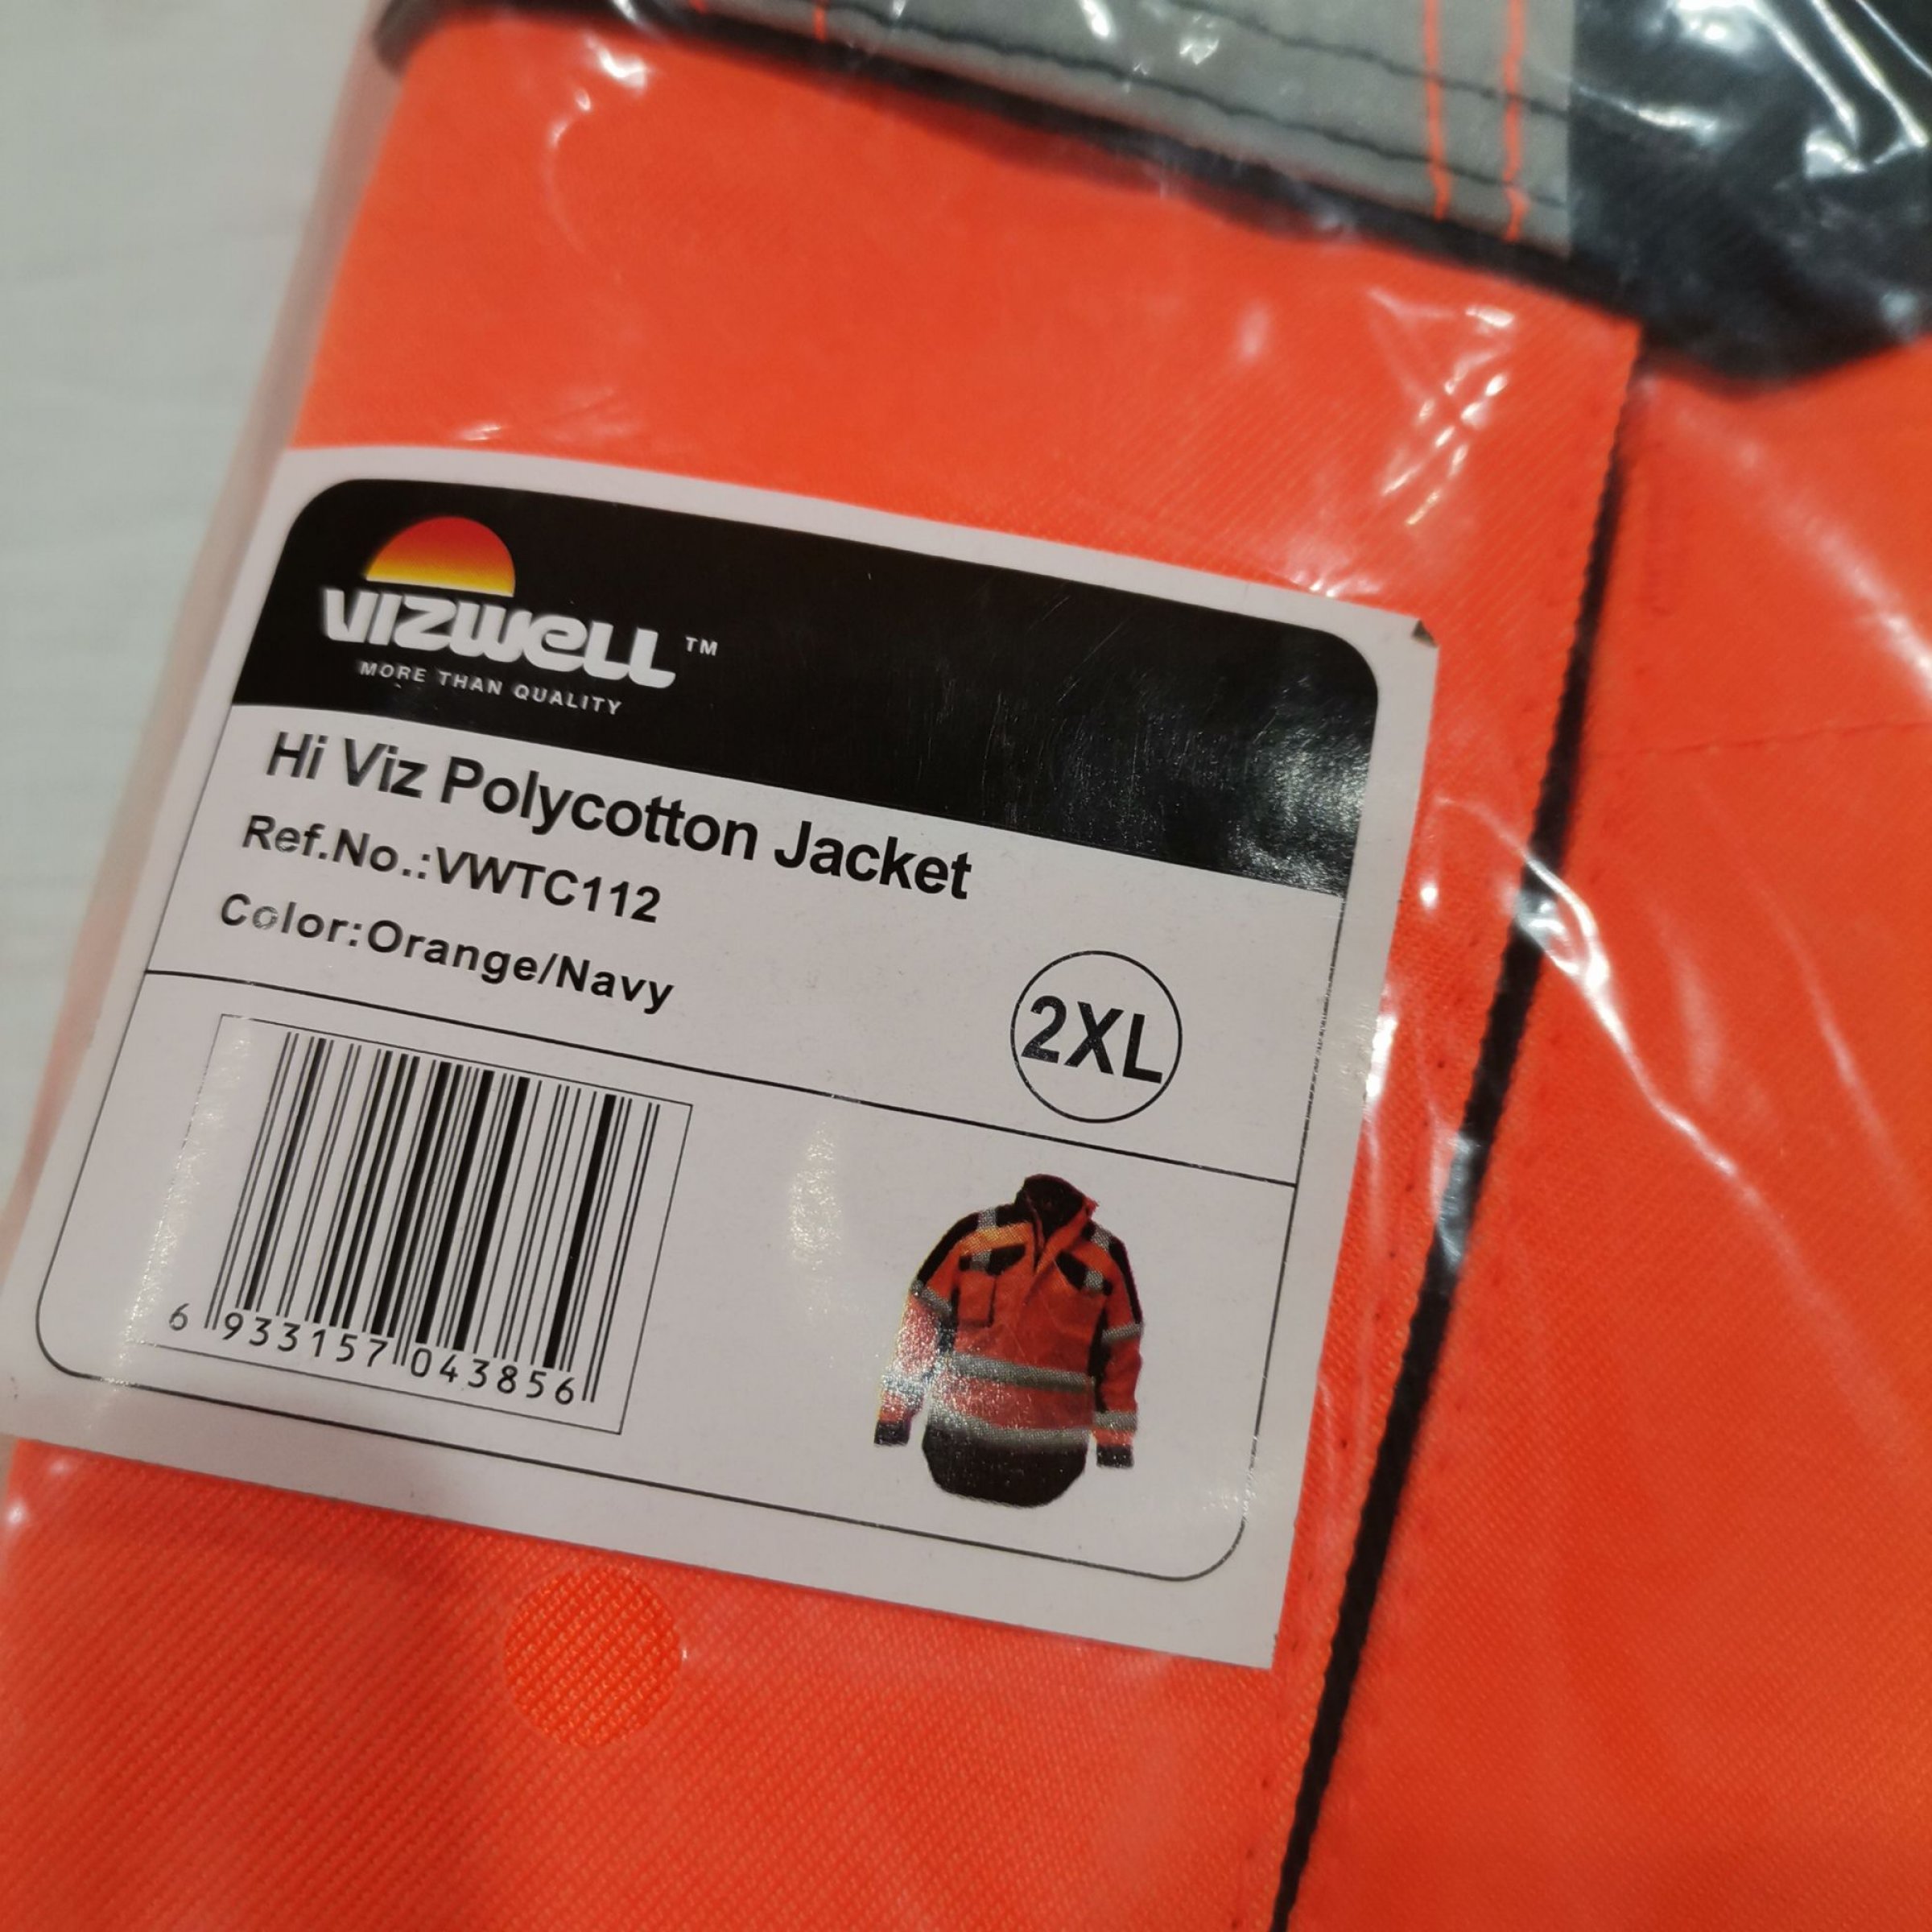 VIZWELL™
MORE THAN QUALITY
Hi Viz Polycotton Jacket
Ref.No.:VWTC112
Color:Orange/Navy
2XL
6 933157 043856